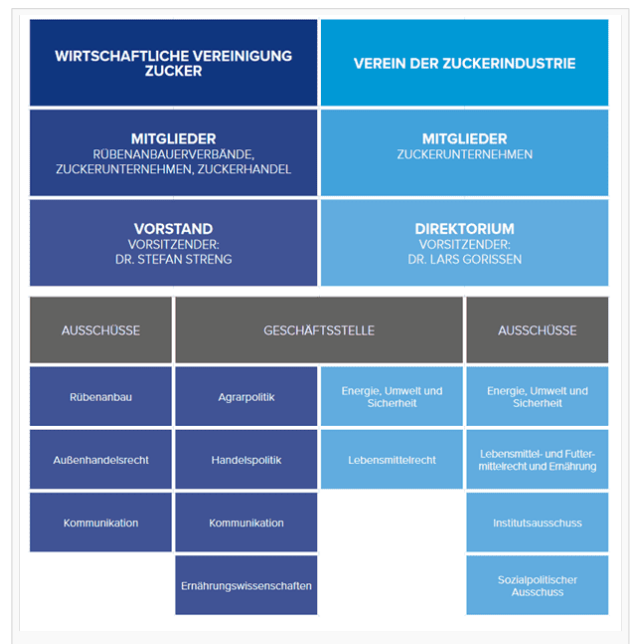 WIRTSCHAFTLICHE VEREINIGUNG
ZUCKER
VEREIN DER ZUCKERINDUSTRIE
MITGLIEDER
RÜBENANBAUERVERBÄNDE,
ZUCKERUNTERNEHMEN, ZUCKERHANDEL
MITGLIEDER
ZUCKERUNTERNEHMEN
VORSTAND
VORSITZENDER:
DR. STEFAN STRENG
DIREKTORIUM
VORSITZENDER:
DR. LARS GORISSEN
AUSSCHÜSSE
GESCHÄFTSSTELLE
AUSSCHÜSSE
Rübenanbau
Agrarpolitik
Energie, Umwelt und
Sicherheit
Energie, Umwelt und
Sicherheit
Außenhandelsrecht
Handelspolitik
Lebensmittelrecht
Lebensmittel- und Futter-
mittelrecht und Ernährung
Kommunikation
Kommunikation
Institutsausschuss
Ernährungswissenschaften
Sozialpolitischer
Ausschuss